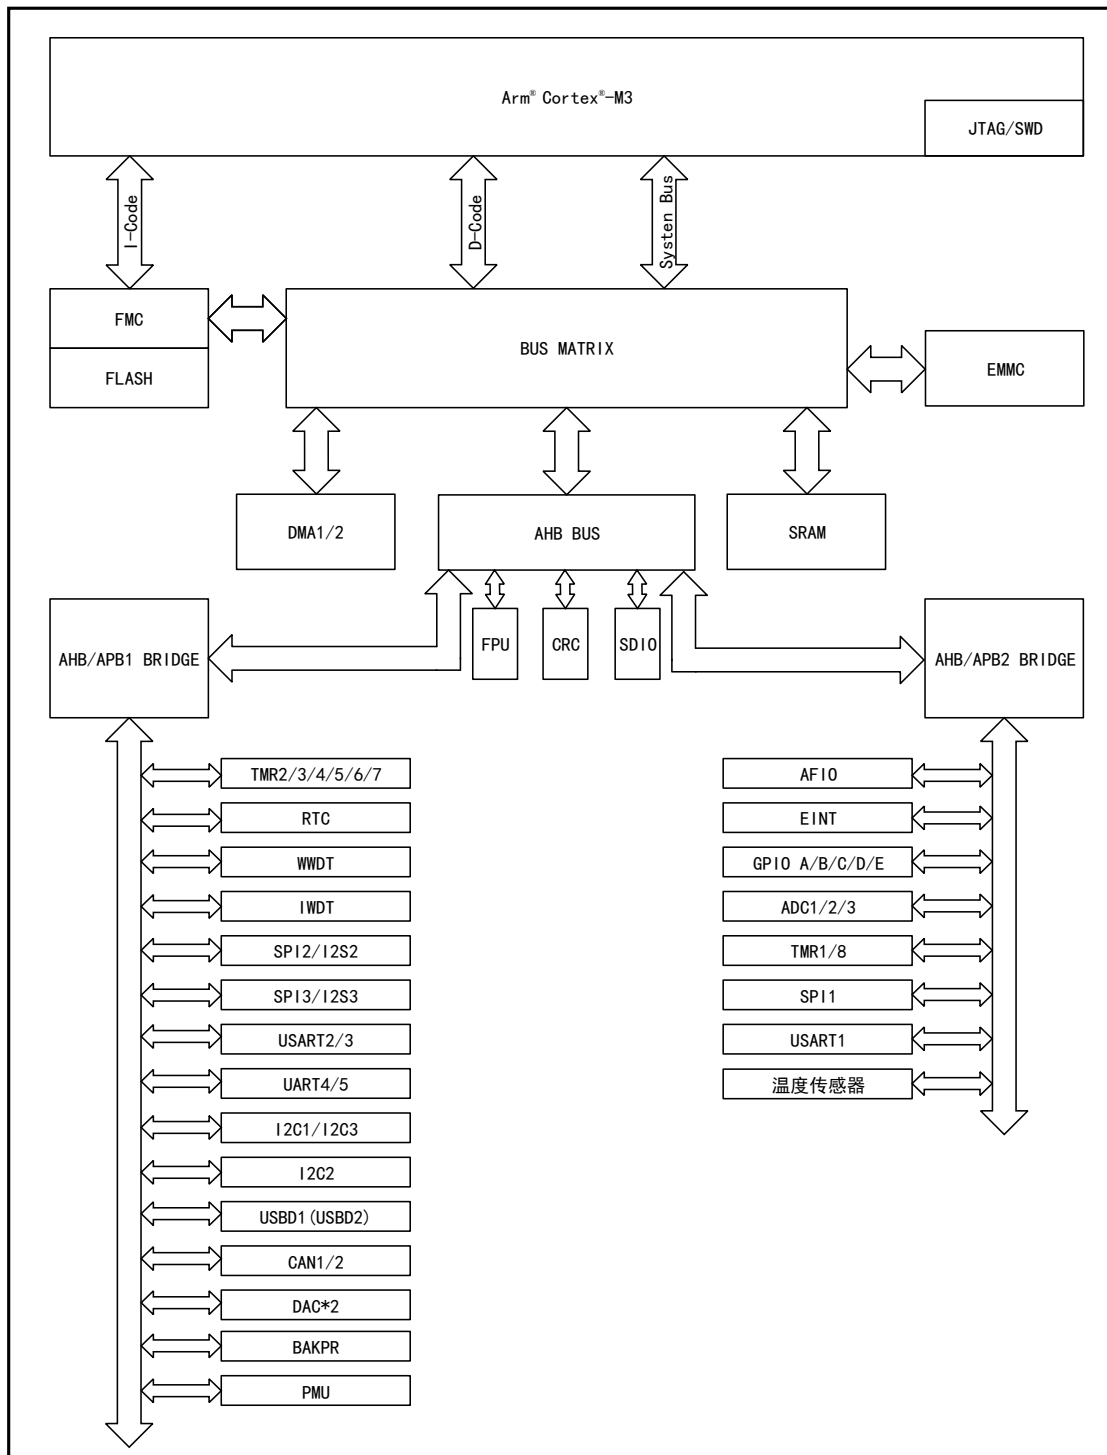 Arm® Cortex®-M3
JTAG/SWD
I-Code
D-Code
Systen Bus
FMC
FLASH
BUS MATRIX
EMMC
DMA1/2
AHB BUS
SRAM
FPU
CRC
SDIO
AHB/APB1 BRIDGE
AHB/APB2 BRIDGE
TMR2/3/4/5/6/7
RTC
WWDT
IWDT
SPI2/I2S2
SPI3/I2S3
USART2/3
UART4/5
I2C1/I2C3
I2C2
USBD1(USBD2)
CAN1/2
DAC*2
BAKPR
PMU
AFIO
EINT
GPIO A/B/C/D/E
ADC1/2/3
TMR1/8
SPI1
USART1
温度传感器